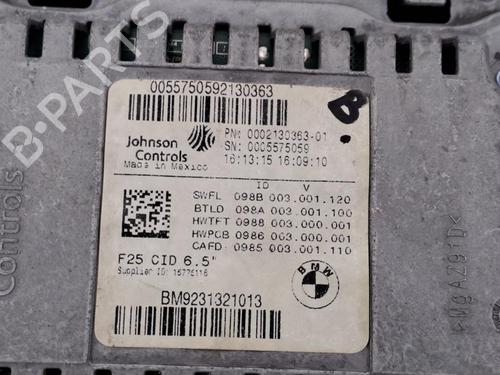 B-PARTS
0055750592130363
B
Johnson
Controls
Made in Mexico
PN: 0002130363-01
SN: 0005575059
16:13:15 16:09:10
ID V
SWFL 098B 003.001.120
BTLD 098A 003.001.100
HWTFT 0988 003.000.001
HWPCB 0986 003.000.001
CAFD 0985 003.001.110
F25 CID 6.5"
Supplier ID: 15776116
BMW
BM9231321013
Controls
>MgAZ91D<